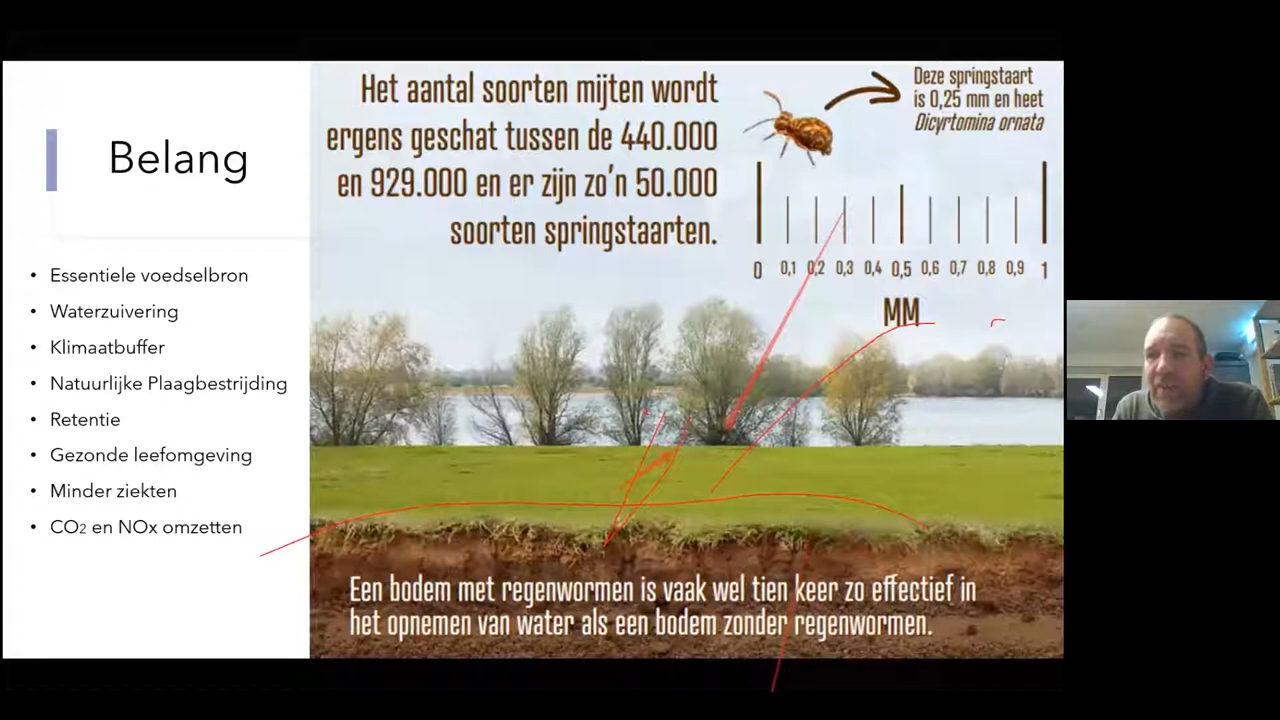 Belang
• Essentiele voedselbron
• Waterzuivering
• Klimaatbuffer
• Natuurlijke Plaagbestrijding
• Retentie
• Gezonde leefomgeving
• Minder ziekten
• CO2 en NOx omzetten
Het aantal soorten mijten wordt
ergens geschat tussen de 440.000
en 929.000 en er zijn zo'n 50.000
soorten springstaarten.
Deze springstaart
is 0,25 mm en heet
Dicyrtomina ornata
0 0,1 0,2 0,3 0,4 0,5 0,6 0,7 0,8 0,9 1
MM
Een bodem met regenwormen is vaak wel tien keer zo effectief in
het opnemen van water als een bodem zonder regenwormen.